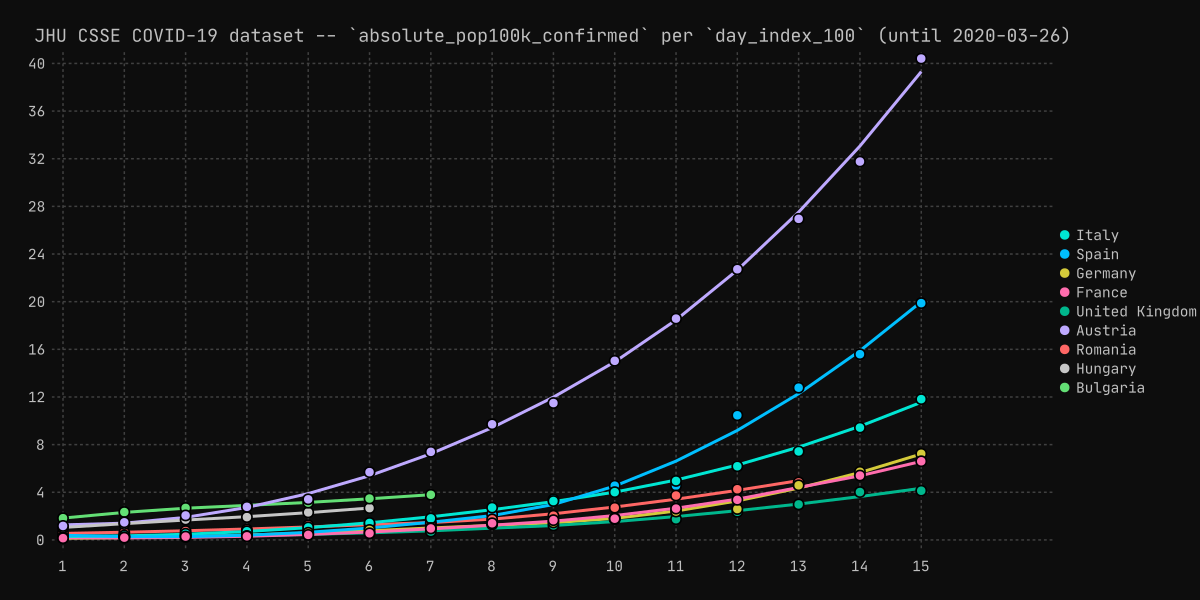 JHU CSSE COVID-19 dataset -- `absolute_pop100k_confirmed` per `day_index_100` (until 2020-03-26)
40
36
32
28
24
20
16
12
8
4
0
1 2 3 4 5 6 7 8 9 10 11 12 13 14 15
Italy
Spain
Germany
France
United Kingdom
Austria
Romania
Hungary
Bulgaria